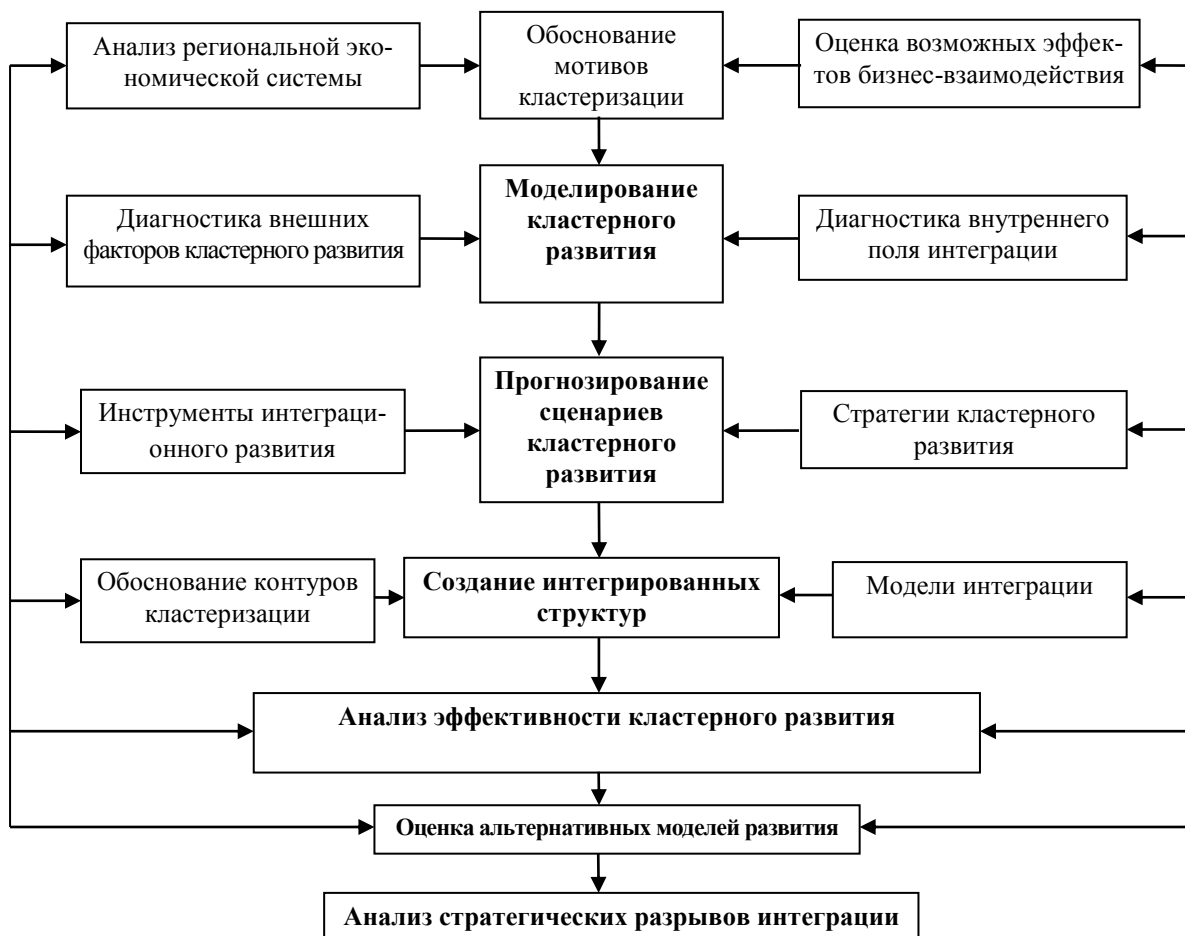 Анализ региональной эко-
номической системы
Обоснование
мотивов
кластеризации
Оценка возможных эффек-
тов бизнес-взаимодействия
Диагностика внешних
факторов кластерного развития
Моделирование
кластерного
развития
Диагностика внутреннего
поля интеграции
Инструменты интеграци-
онного развития
Прогнозирование
сценариев
кластерного
развития
Стратегии кластерного
развития
Обоснование контуров
кластеризации
Создание интегрированных
структур
Модели интеграции
Анализ эффективности кластерного развития
Оценка альтернативных моделей развития
Анализ стратегических разрывов интеграции